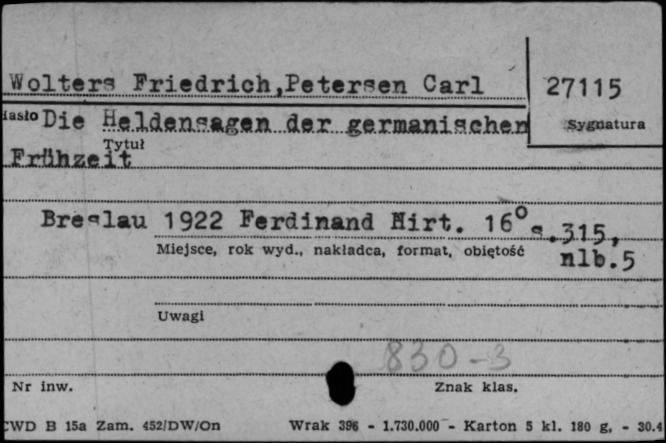 Wolters Friedrich,Petersen Carl
27115
iasło Die Heldensagen der germanischen
Sygnatura
Tytuł
Frühzeit
Breslau 1922 Ferdinand Hirt. 16° s.315,
Miejsce, rok wyd., nakładca, format, obiętość
nlb.5
Uwagi
830-3
Nr inw.
Znak klas.
CWD B 15a Zam. 452/DW/On Wrak 396 - 1.730.000 - Karton 5 kl. 180 g, - 30.4